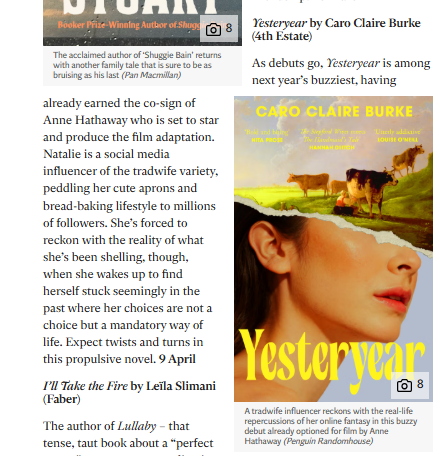 STUART
Booker Prize-Winning Author of Shugg
8
The acclaimed author of ‘Shuggie Bain’ returns
with another family tale that is sure to be as
bruising as his last (Pan Macmillan)
Yesteryear by Caro Claire Burke
(4th Estate)
As debuts go, Yesteryear is among
next year’s buzziest, having
already earned the co-sign of
Anne Hathaway who is set to star
and produce the film adaptation.
Natalie is a social media
influencer of the tradwife variety,
peddling her cute aprons and
bread-baking lifestyle to millions
of followers. She’s forced to
reckon with the reality of what
she’s been shelling, though,
when she wakes up to find
herself stuck seemingly in the
past where her choices are not a
choice but a mandatory way of
life. Expect twists and turns in
this propulsive novel. 9 April
CARO CLAIRE BURKE
Yesteryear
8
A tradwife influencer reckons with the real-life
repercussions of her online fantasy in this buzzy
debut already optioned for film by Anne
Hathaway (Penguin Randomhouse)
I’ll Take the Fire by Leïla Slimani
(Faber)
The author of Lullaby – that
tense, taut book about a “perfect